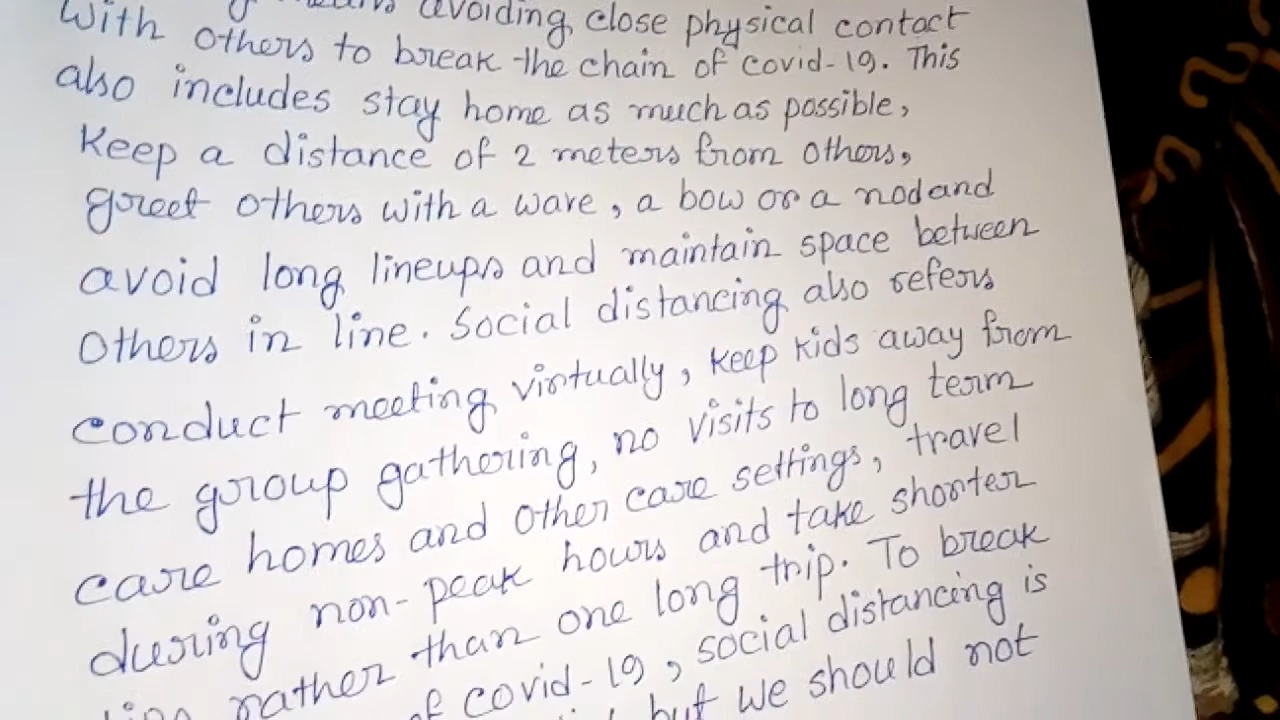 avoiding close physical contact
with others to break the chain of covid-19. This
also includes stay home as much as possible,
Keep a distance of 2 meters from others,
greet others with a wave, a bow or a nod and
avoid long lineups and maintain space between
others in line. Social distancing also refers
conduct meeting virtually, keep kids away from
the group gathering, no visits to long term
care homes and other care settings, travel
during non-peak hours and take shorter
rather than one long trip. To break
of covid-19, social distancing is
but we should not